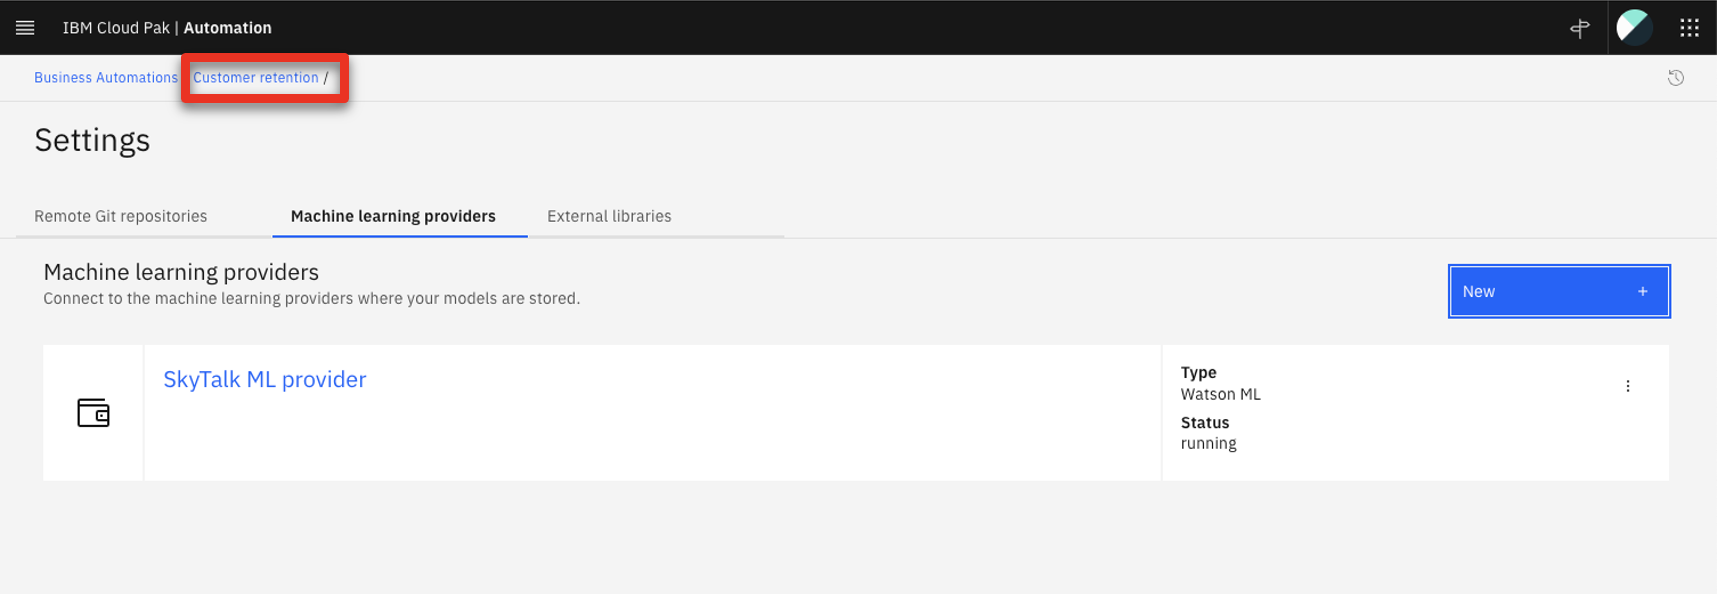 IBM Cloud Pak | Automation
Business Automations Customer retention /
Settings
Remote Git repositories Machine learning providers External libraries
Machine learning providers
Connect to the machine learning providers where your models are stored.
New +
SkyTalk ML provider
Type
Watson ML
Status
running